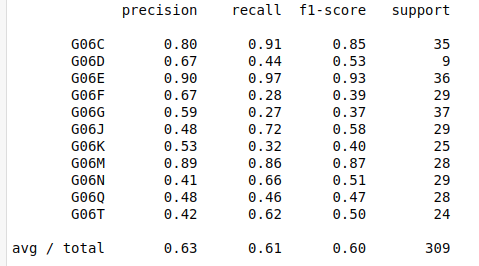 precision recall f1-score support
G06C 0.80 0.91 0.85 35
G06D 0.67 0.44 0.53 9
G06E 0.90 0.97 0.93 36
G06F 0.67 0.28 0.39 29
G06G 0.59 0.27 0.37 37
G06J 0.48 0.72 0.58 29
G06K 0.53 0.32 0.40 25
G06M 0.89 0.86 0.87 28
G06N 0.41 0.66 0.51 29
G06Q 0.48 0.46 0.47 28
G06T 0.42 0.62 0.50 24
avg / total 0.63 0.61 0.60 309